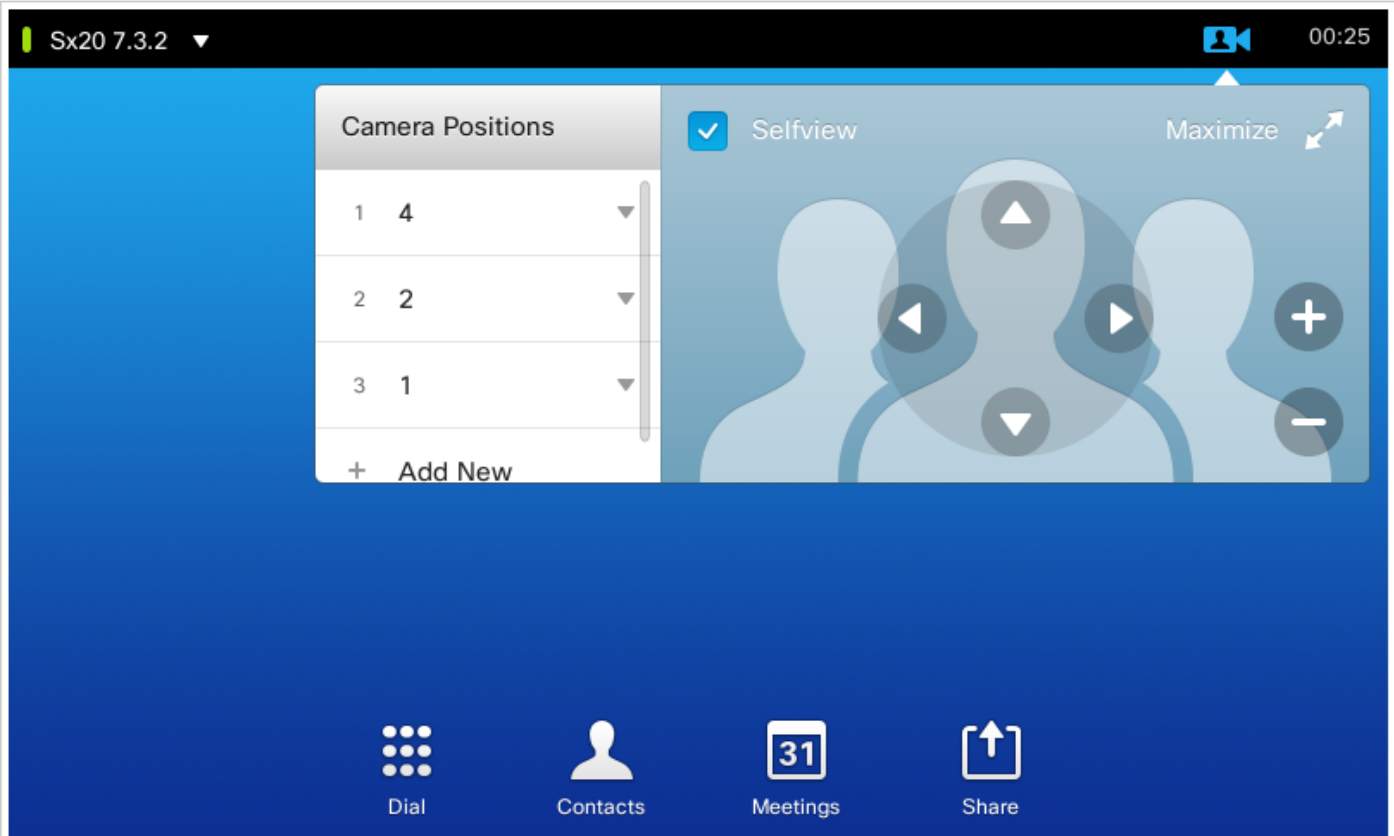 Sx20 7.3.2
00:25
Camera Positions
1 4
2 2
3 1
+ Add New
Selfview
Maximize
31
Dial
Contacts
Meetings
Share